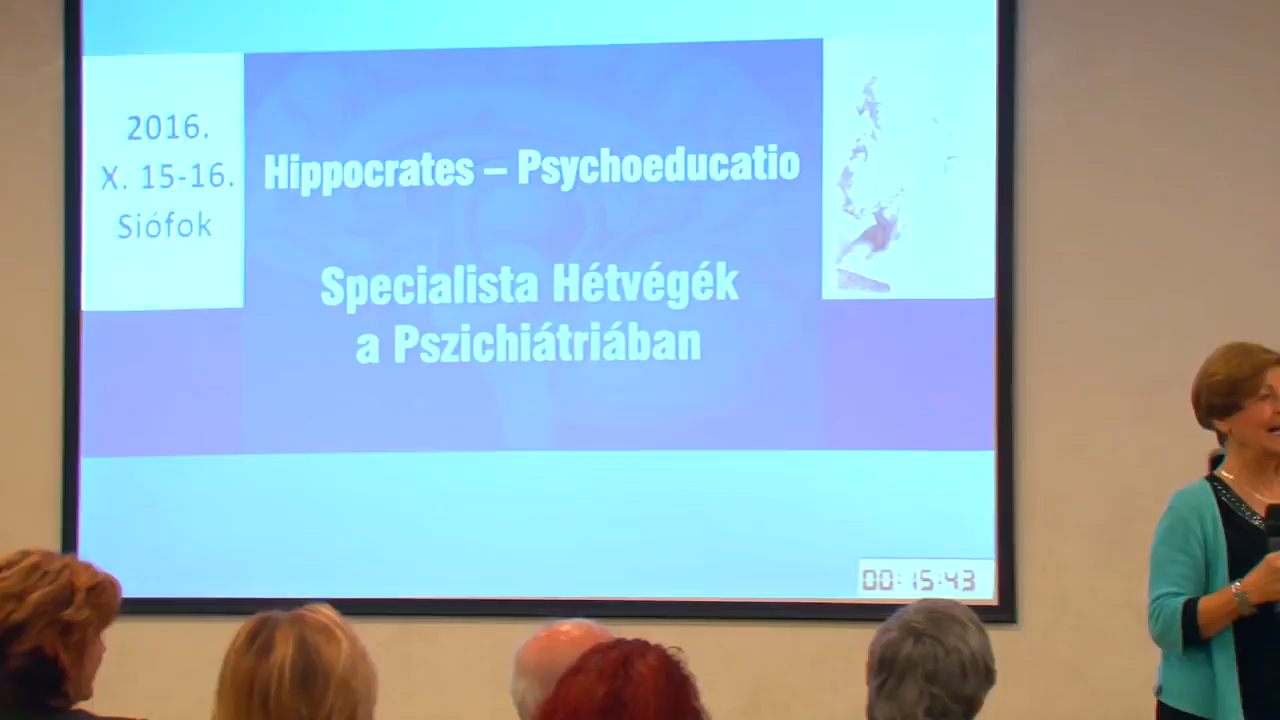 2016.
X. 15-16.
Siófok
Hippocrates – Psychoeducatio
Specialista Hétvégék
a Pszichiátriában
00:15:43